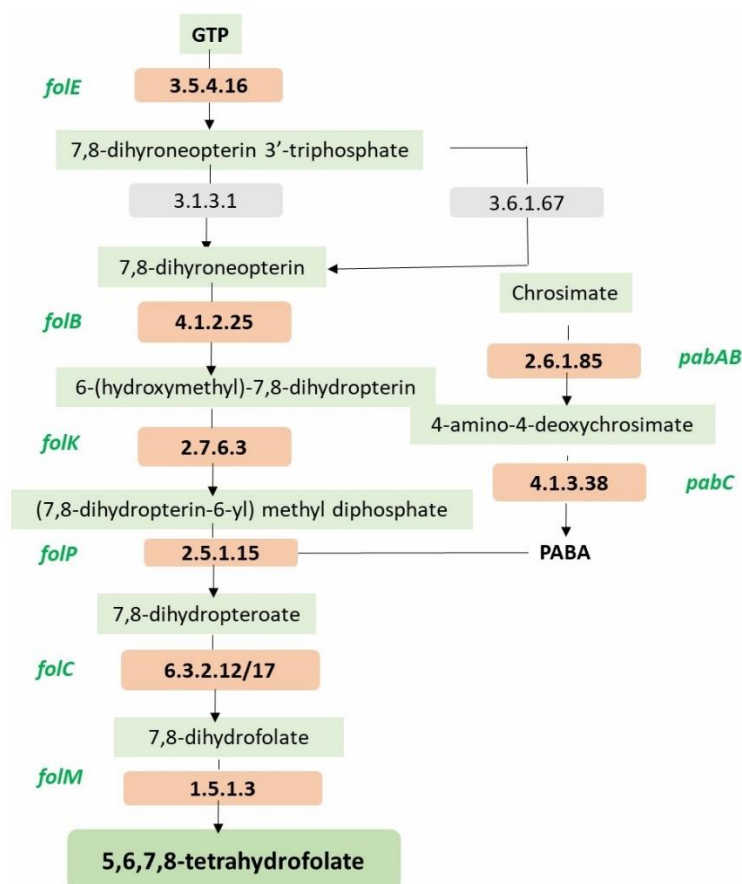 GTP
folE
3.5.4.16
7,8-dihyroneopterin 3’-triphosphate
3.1.3.1
3.6.1.67
7,8-dihyroneopterin
Chrosimate
folB
4.1.2.25
2.6.1.85
pabAB
6-(hydroxymethyl)-7,8-dihydropterin
4-amino-4-deoxychrosimate
folK
2.7.6.3
4.1.3.38
pabC
(7,8-dihydropterin-6-yl) methyl diphosphate
folP
2.5.1.15
PABA
7,8-dihydropteroate
folC
6.3.2.12/17
7,8-dihydrofolate
folM
1.5.1.3
5,6,7,8-tetrahydrofolate